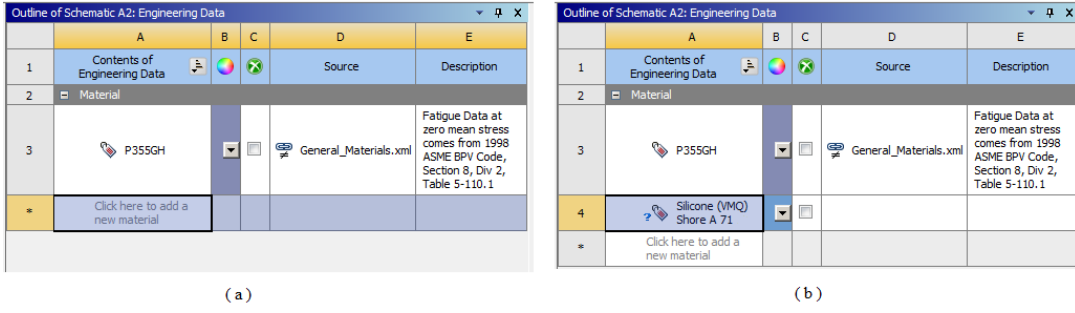 Outline of Schematic A2: Engineering Data
A B C D E
1 Contents of Engineering Data Source Description
2 Material
3 P355GH General_Materials.xml
Fatigue Data at
zero mean stress
comes from 1998
ASME BPV Code,
Section 8, Div 2,
Table 5-110.1
* Click here to add a
new material
(a)
Outline of Schematic A2: Engineering Data
A B C D E
1 Contents of Engineering Data Source Description
2 Material
3 P355GH General_Materials.xml
Fatigue Data at
zero mean stress
comes from 1998
ASME BPV Code,
Section 8, Div 2,
Table 5-110.1
4 ? Silicone (VMQ)
Shore A 71
* Click here to add a
new material
(b)